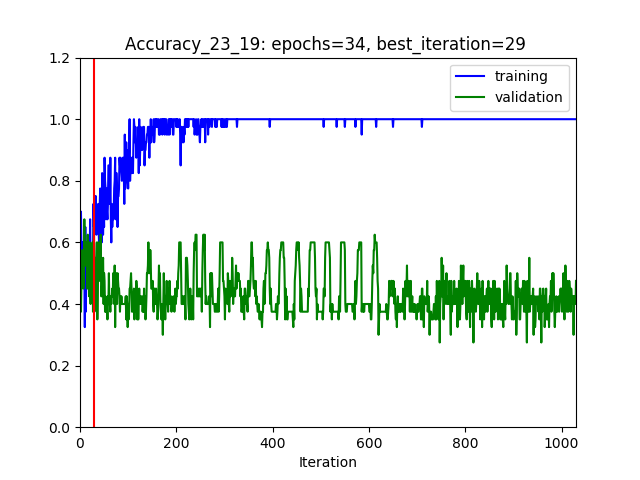 Accuracy_23_19: epochs=34, best_iteration=29
1.2
training
validation
1.0
0.8
0.6
0.4
0.2
0.0
0 200 400 600 800 1000
Iteration